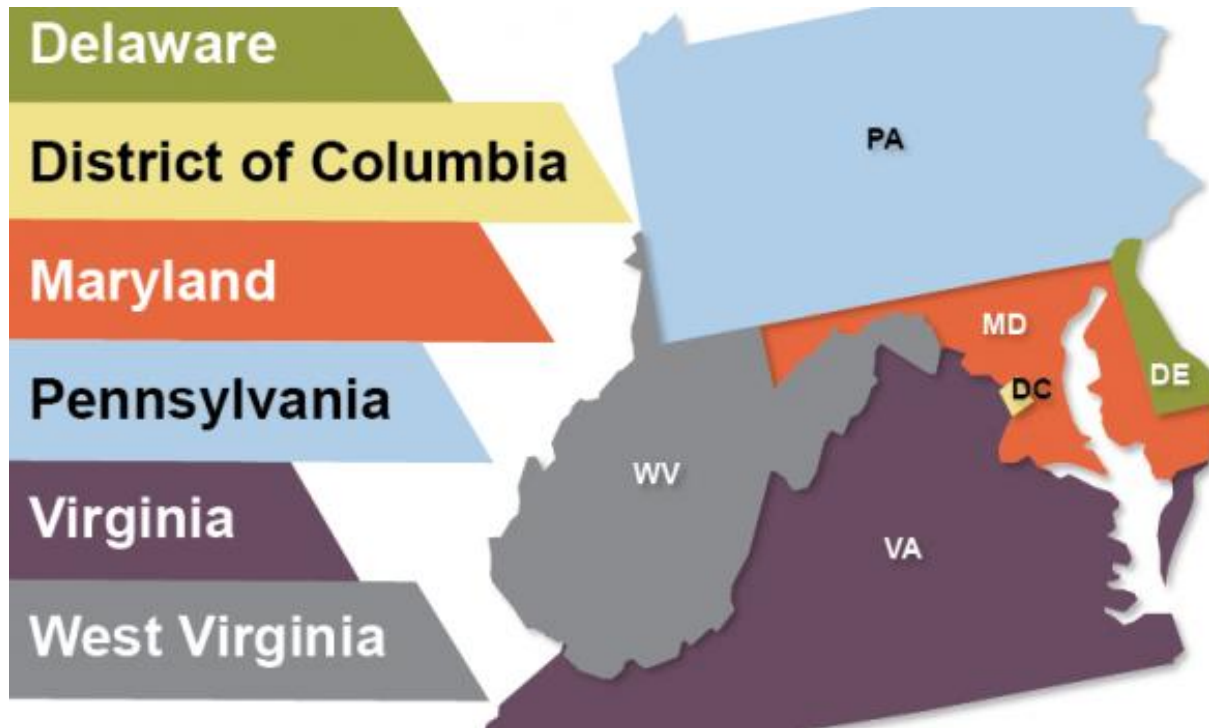 Delaware
District of Columbia
Maryland
Pennsylvania
Virginia
West Virginia
PA
MD
DE
DC
WV
VA